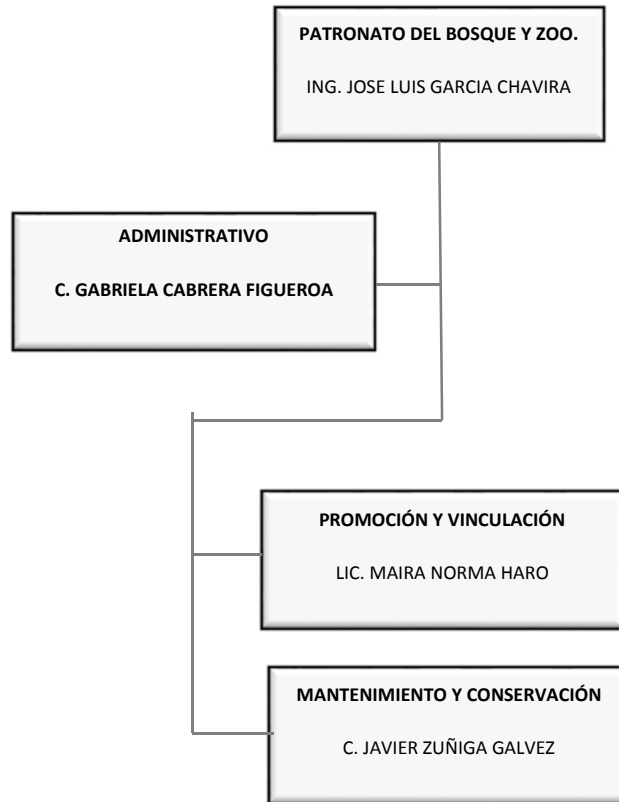 PATRONATO DEL BOSQUE Y ZOO.
ING. JOSE LUIS GARCIA CHAVIRA
ADMINISTRATIVO
C. GABRIELA CABRERA FIGUEROA
PROMOCIÓN Y VINCULACIÓN
LIC. MAIRA NORMA HARO
MANTENIMIENTO Y CONSERVACIÓN
C. JAVIER ZUÑIGA GALVEZ